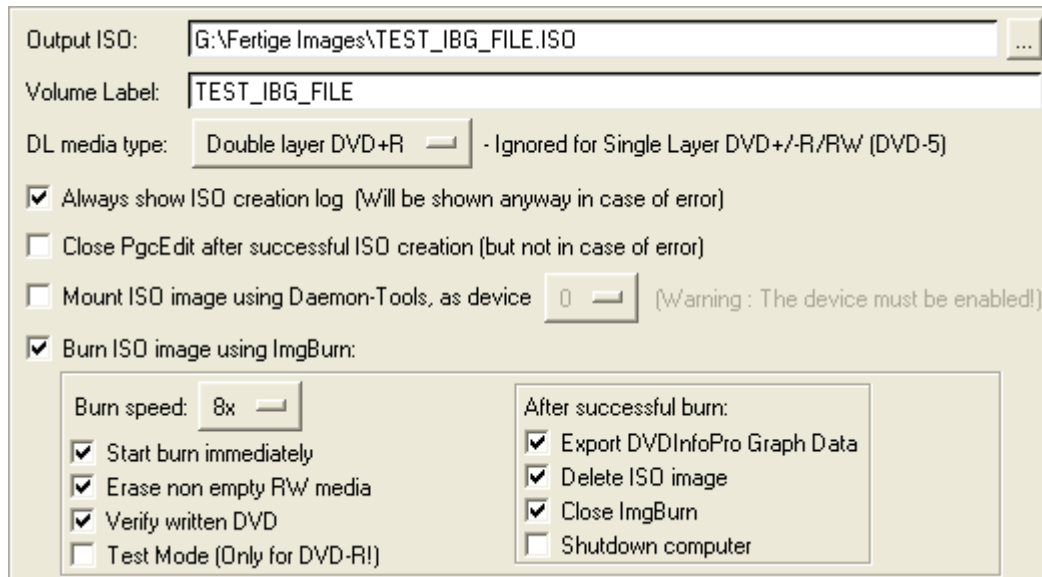 Output ISO: G:\Fertige Images\TEST_IBG_FILE.ISO ...
Volume Label: TEST_IBG_FILE
DL media type: Double layer DVD+R - Ignored for Single Layer DVD+/-R/RW (DVD-5)
Always show ISO creation log (Will be shown anyway in case of error)
Close PgcEdit after successful ISO creation (but not in case of error)
Mount ISO image using Daemon-Tools, as device 0 (Warning : The device must be enabled!)
Burn ISO image using ImgBurn:
Burn speed: 8x
Start burn immediately
Erase non empty RW media
Verify written DVD
Test Mode (Only for DVD-R!)
After successful burn:
Export DVDInfoPro Graph Data
Delete ISO image
Close ImgBurn
Shutdown computer